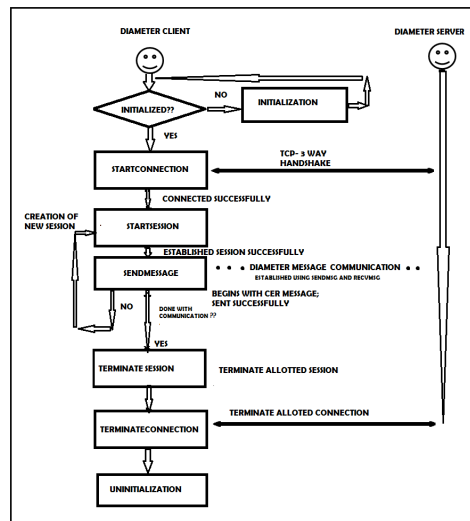 DIAMETER CLIENT
DIAMETER SERVER
INITIALIZED??
NO
INITIALIZATION
YES
STARTCONNECTION
TCP- 3 WAY
HANDSHAKE
CONNECTED SUCCESSFULLY
CREATION OF
NEW SESSION
STARTSESSION
ESTABLISHED SESSION SUCCESSFULLY
SENDMESSAGE
DIAMETER MESSAGE COMMUNICATION
ESTABLISHED USING SENDMSG AND RECVMSG
BEGINS WITH CER MESSAGE;
SENT SUCCESSFULLY
NO
DONE WITH
COMMUNICATION ??
YES
TERMINATE SESSION
TERMINATE ALLOTTED SESSION
TERMINATECONNECTION
TERMINATE ALLOTED CONNECTION
UNINITIALIZATION